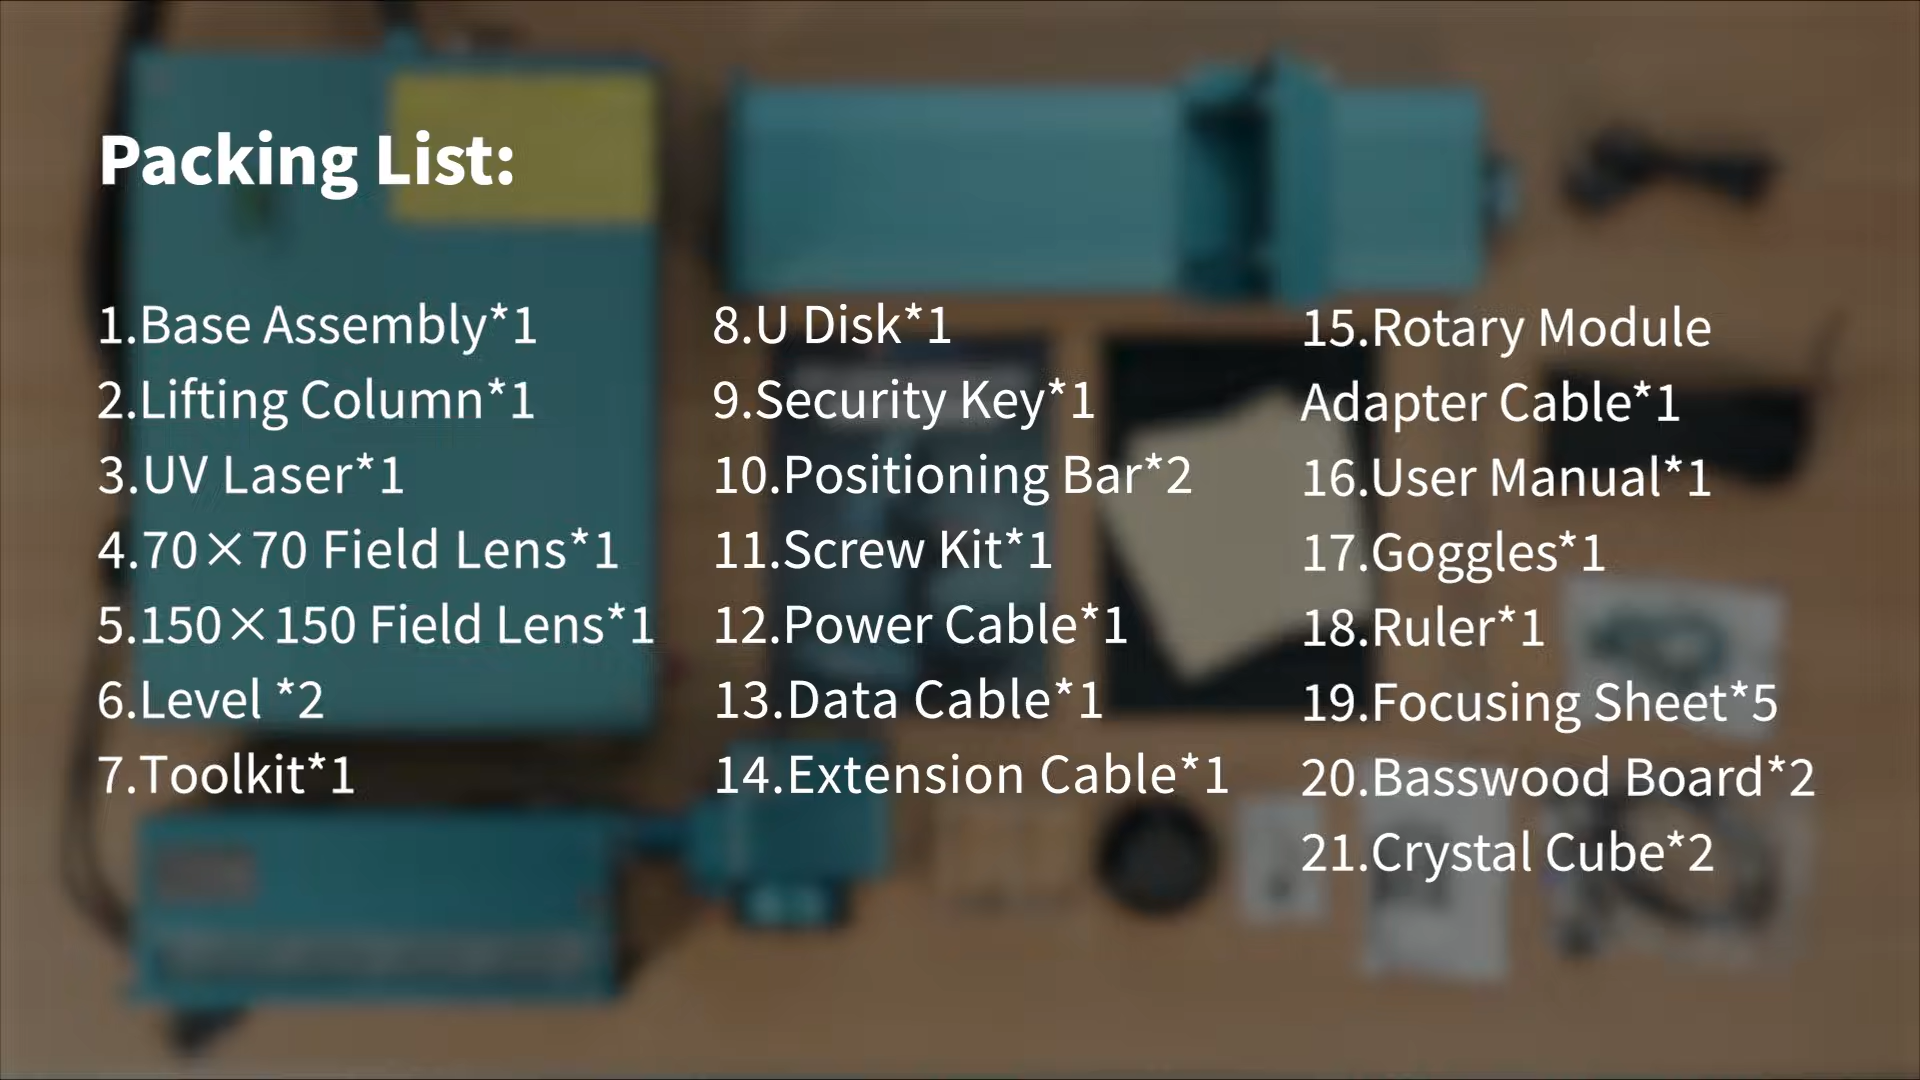 Packing List:
1.Base Assembly*1
2.Lifting Column*1
3.UV Laser*1
4.70×70 Field Lens*1
5.150×150 Field Lens*1
6.Level *2
7.Toolkit*1
8.U Disk*1
9.Security Key*1
10.Positioning Bar*2
11.Screw Kit*1
12.Power Cable*1
13.Data Cable*1
14.Extension Cable*1
15.Rotary Module
Adapter Cable*1
16.User Manual*1
17.Goggles*1
18.Ruler*1
19.Focusing Sheet*5
20.Basswood Board*2
21.Crystal Cube*2